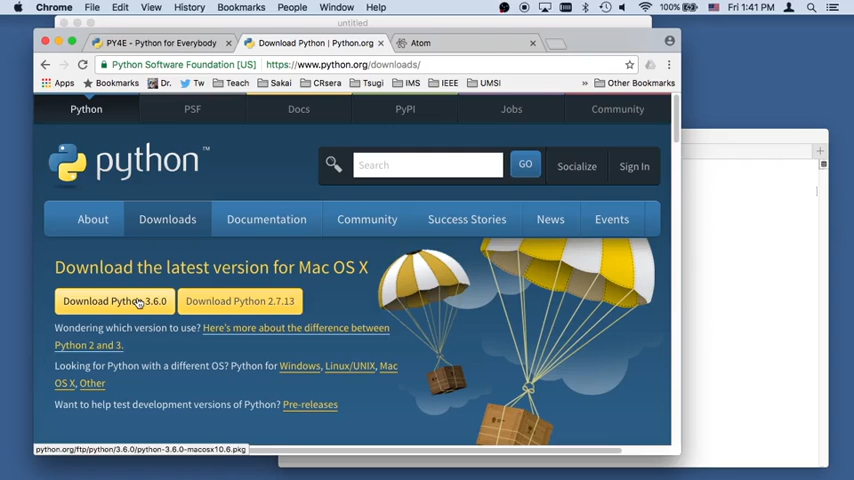 Chrome File Edit View History Bookmarks People Window Help 100% Fri 1:41 PM
untitled
PY4E - Python for Everybody Download Python | Python.org Atom
Python Software Foundation [US] https://www.python.org/downloads/
Apps Bookmarks Dr. Tw Teach Sakai CRsera Tsugi IMS IEEE UMSI » Other Bookmarks
Python PSF Docs PyPI Jobs Community
python™ Search GO Socialize Sign In
About Downloads Documentation Community Success Stories News Events
Download the latest version for Mac OS X
Download Python 3.6.0 Download Python 2.7.13
Wondering which version to use? Here's more about the difference between
Python 2 and 3.
Looking for Python with a different OS? Python for Windows, Linux/UNIX, Mac
OS X, Other
Want to help test development versions of Python? Pre-releases
python.org/ftp/python/3.6.0/python-3.6.0-macosx10.6.pkg